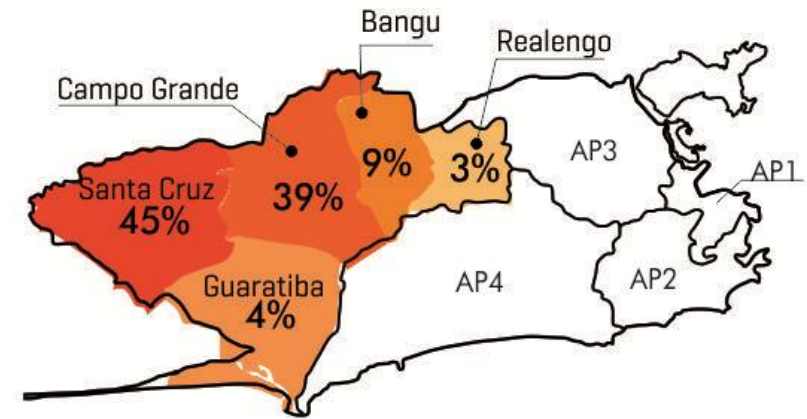 Bangu
Realengo
Campo Grande
9%
3%
AP3
AP1
Santa Cruz
45%
39%
Guaratiba
4%
AP4
AP2